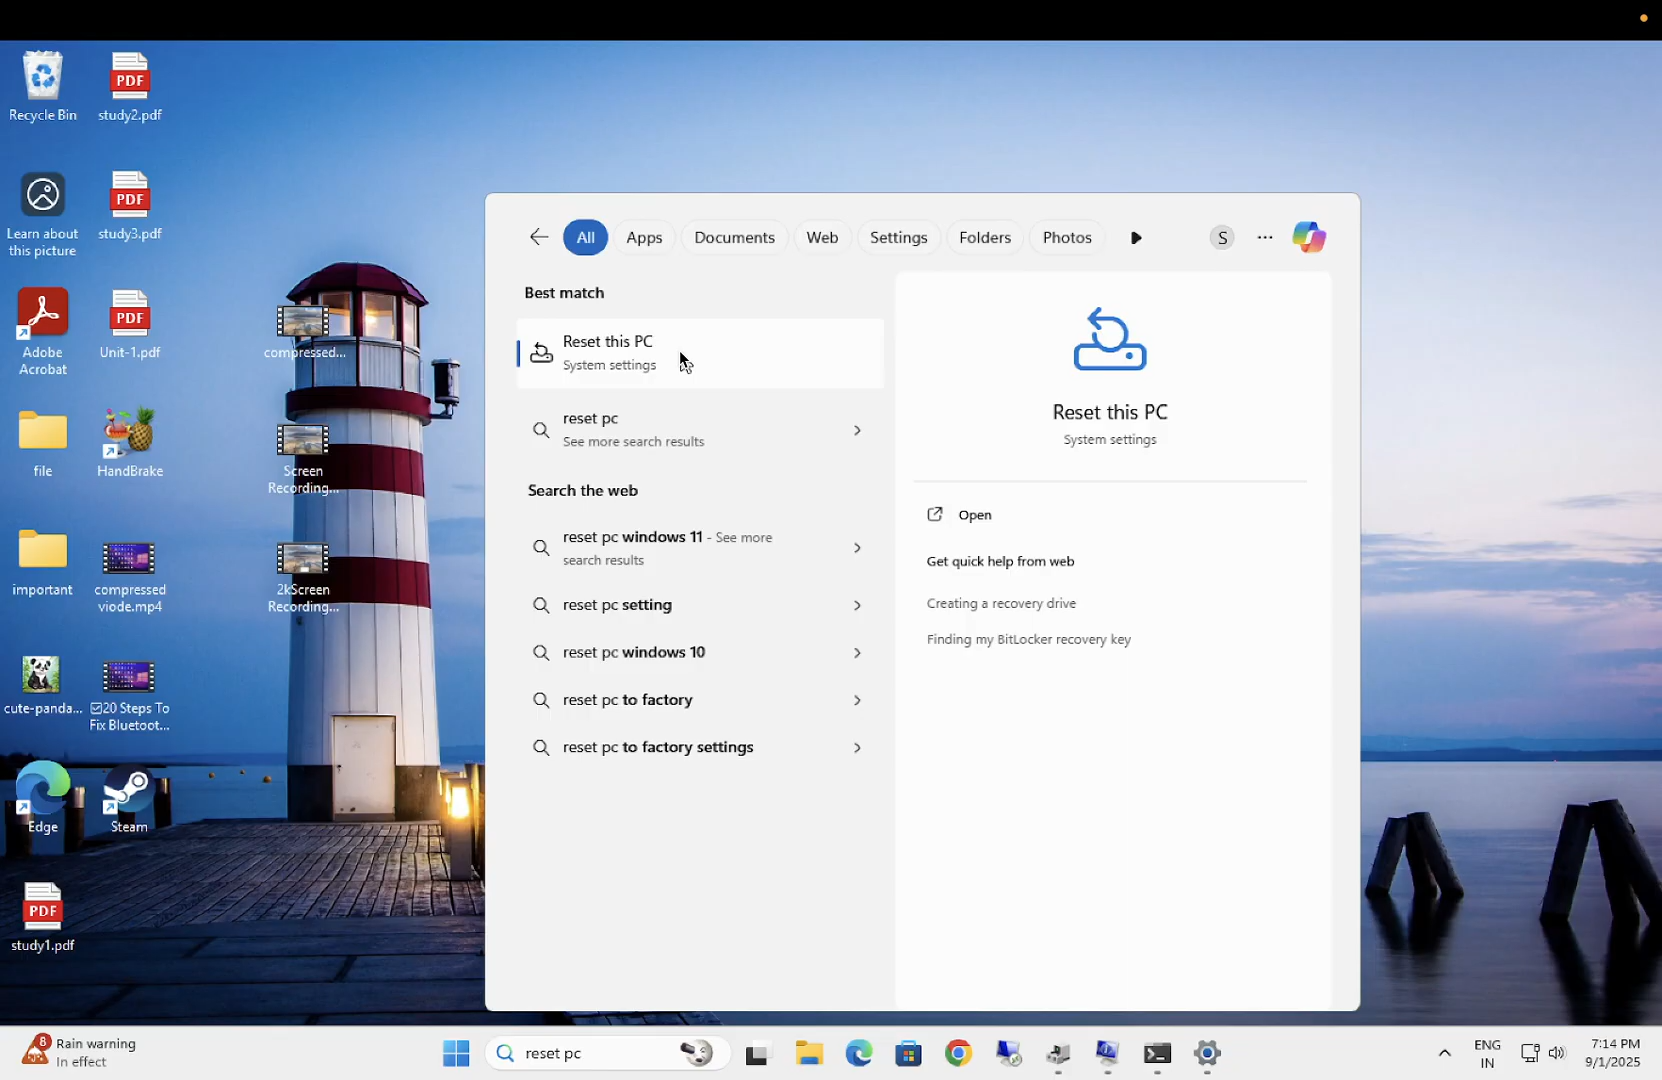 Recycle Bin
study2.pdf
Learn about
this picture
study3.pdf
Adobe
Acrobat
Unit-1.pdf
compressed...
file
HandBrake
Screen
Recording...
important
compressed
viode.mp4
2kScreen
Recording...
cute-panda...
☑20 Steps To
Fix Bluetoot...
Edge
Steam
study1.pdf
PDF
PDF
PDF
PDF
All
Apps
Documents
Web
Settings
Folders
Photos
S
Best match
Reset this PC
System settings
reset pc
See more search results
Search the web
reset pc windows 11 - See more
search results
reset pc setting
reset pc windows 10
reset pc to factory
reset pc to factory settings
Reset this PC
System settings
Open
Get quick help from web
Creating a recovery drive
Finding my BitLocker recovery key
8
Rain warning
In effect
reset pc
ENG
IN
7:14 PM
9/1/2025